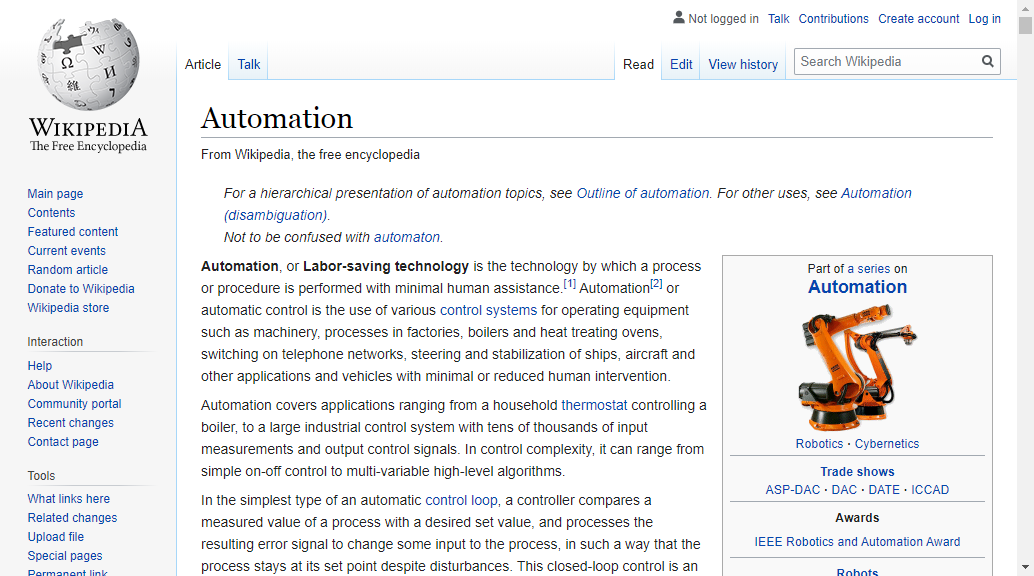 Not logged in Talk Contributions Create account Log in
Article Talk Read Edit View history Search Wikipedia
WIKIPEDIA
The Free Encyclopedia
Main page
Contents
Featured content
Current events
Random article
Donate to Wikipedia
Wikipedia store
Interaction
Help
About Wikipedia
Community portal
Recent changes
Contact page
Tools
What links here
Related changes
Upload file
Special pages
Permanent link
Automation
From Wikipedia, the free encyclopedia
For a hierarchical presentation of automation topics, see Outline of automation. For other uses, see Automation
(disambiguation).
Not to be confused with automaton.
Automation, or Labor-saving technology is the technology by which a process
or procedure is performed with minimal human assistance.[1] Automation[2] or
automatic control is the use of various control systems for operating equipment
such as machinery, processes in factories, boilers and heat treating ovens,
switching on telephone networks, steering and stabilization of ships, aircraft and
other applications and vehicles with minimal or reduced human intervention.
Automation covers applications ranging from a household thermostat controlling a
boiler, to a large industrial control system with tens of thousands of input
measurements and output control signals. In control complexity, it can range from
simple on-off control to multi-variable high-level algorithms.
In the simplest type of an automatic control loop, a controller compares a
measured value of a process with a desired set value, and processes the
resulting error signal to change some input to the process, in such a way that the
process stays at its set point despite disturbances. This closed-loop control is an
Part of a series on
Automation
Robotics · Cybernetics
Trade shows
ASP-DAC · DAC · DATE · ICCAD
Awards
IEEE Robotics and Automation Award
Robots